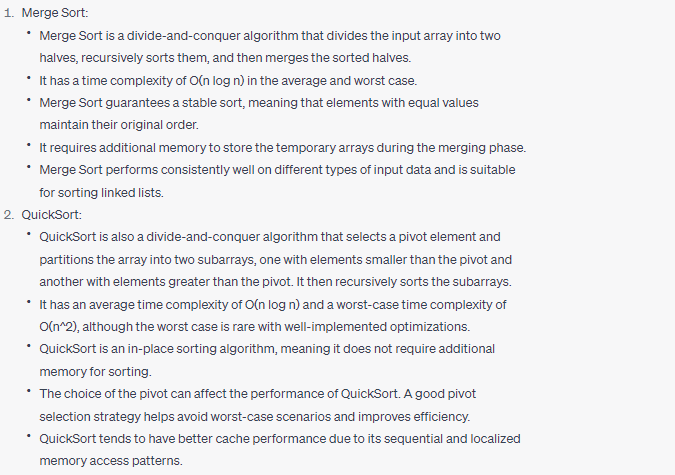 1. Merge Sort:
• Merge Sort is a divide-and-conquer algorithm that divides the input array into two
halves, recursively sorts them, and then merges the sorted halves.
• It has a time complexity of O(n log n) in the average and worst case.
• Merge Sort guarantees a stable sort, meaning that elements with equal values
maintain their original order.
• It requires additional memory to store the temporary arrays during the merging phase.
• Merge Sort performs consistently well on different types of input data and is suitable
for sorting linked lists.
2. QuickSort:
• QuickSort is also a divide-and-conquer algorithm that selects a pivot element and
partitions the array into two subarrays, one with elements smaller than the pivot and
another with elements greater than the pivot. It then recursively sorts the subarrays.
• It has an average time complexity of O(n log n) and a worst-case time complexity of
O(n^2), although the worst case is rare with well-implemented optimizations.
• QuickSort is an in-place sorting algorithm, meaning it does not require additional
memory for sorting.
• The choice of the pivot can affect the performance of QuickSort. A good pivot
selection strategy helps avoid worst-case scenarios and improves efficiency.
• QuickSort tends to have better cache performance due to its sequential and localized
memory access patterns.